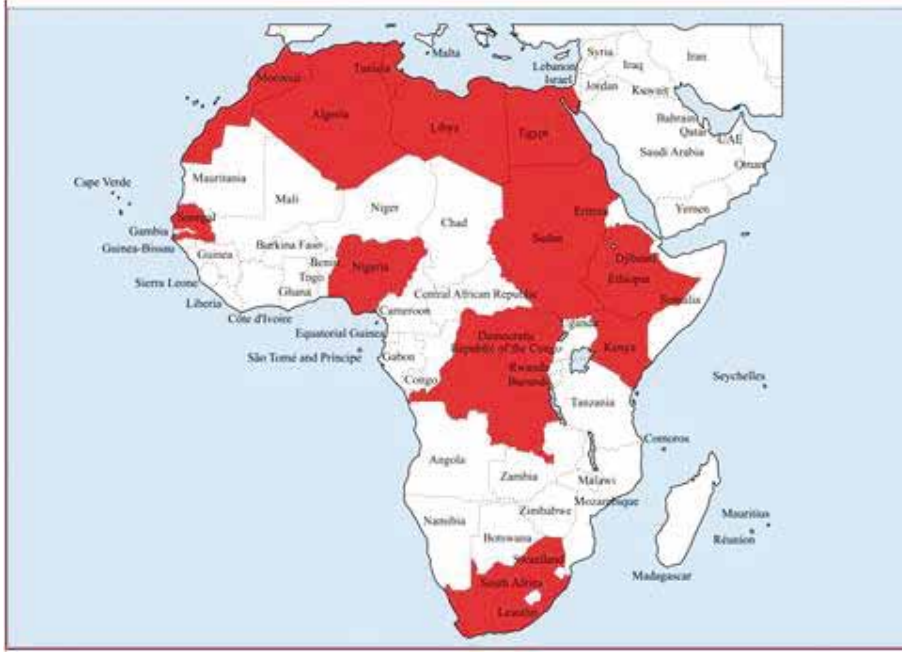 Malta
Syria
Iran
Lebanon
Iraq
Israel
Tunisia
Morocco
Jordan
Kuwait
Algeria
Libya
Egypt
Bahrain
Qatar
UAE
Saudi Arabia
Oman
Mauritania
Cape Verde
Mali
Niger
Yemen
Senegal
Eritrea
Chad
Gambia
Sudan
Guinea-Bissau
Burkina Faso
Guinea
Djibouti
Benin
Nigeria
Togo
Ethiopia
Sierra Leone
Ghana
Central African Republic
Somalia
Liberia
Cameroon
Côte d'Ivoire
Uganda
Equatorial Guinea
Democratic
Republic of the Congo
Kenya
São Tomé and Príncipe
Gabon
Rwanda
Congo
Burundi
Seychelles
Tanzania
Comoros
Angola
Zambia
Malawi
Mozambique
Zimbabwe
Mauritius
Namibia
Botswana
Réunion
Swaziland
Madagascar
South Africa
Lesotho